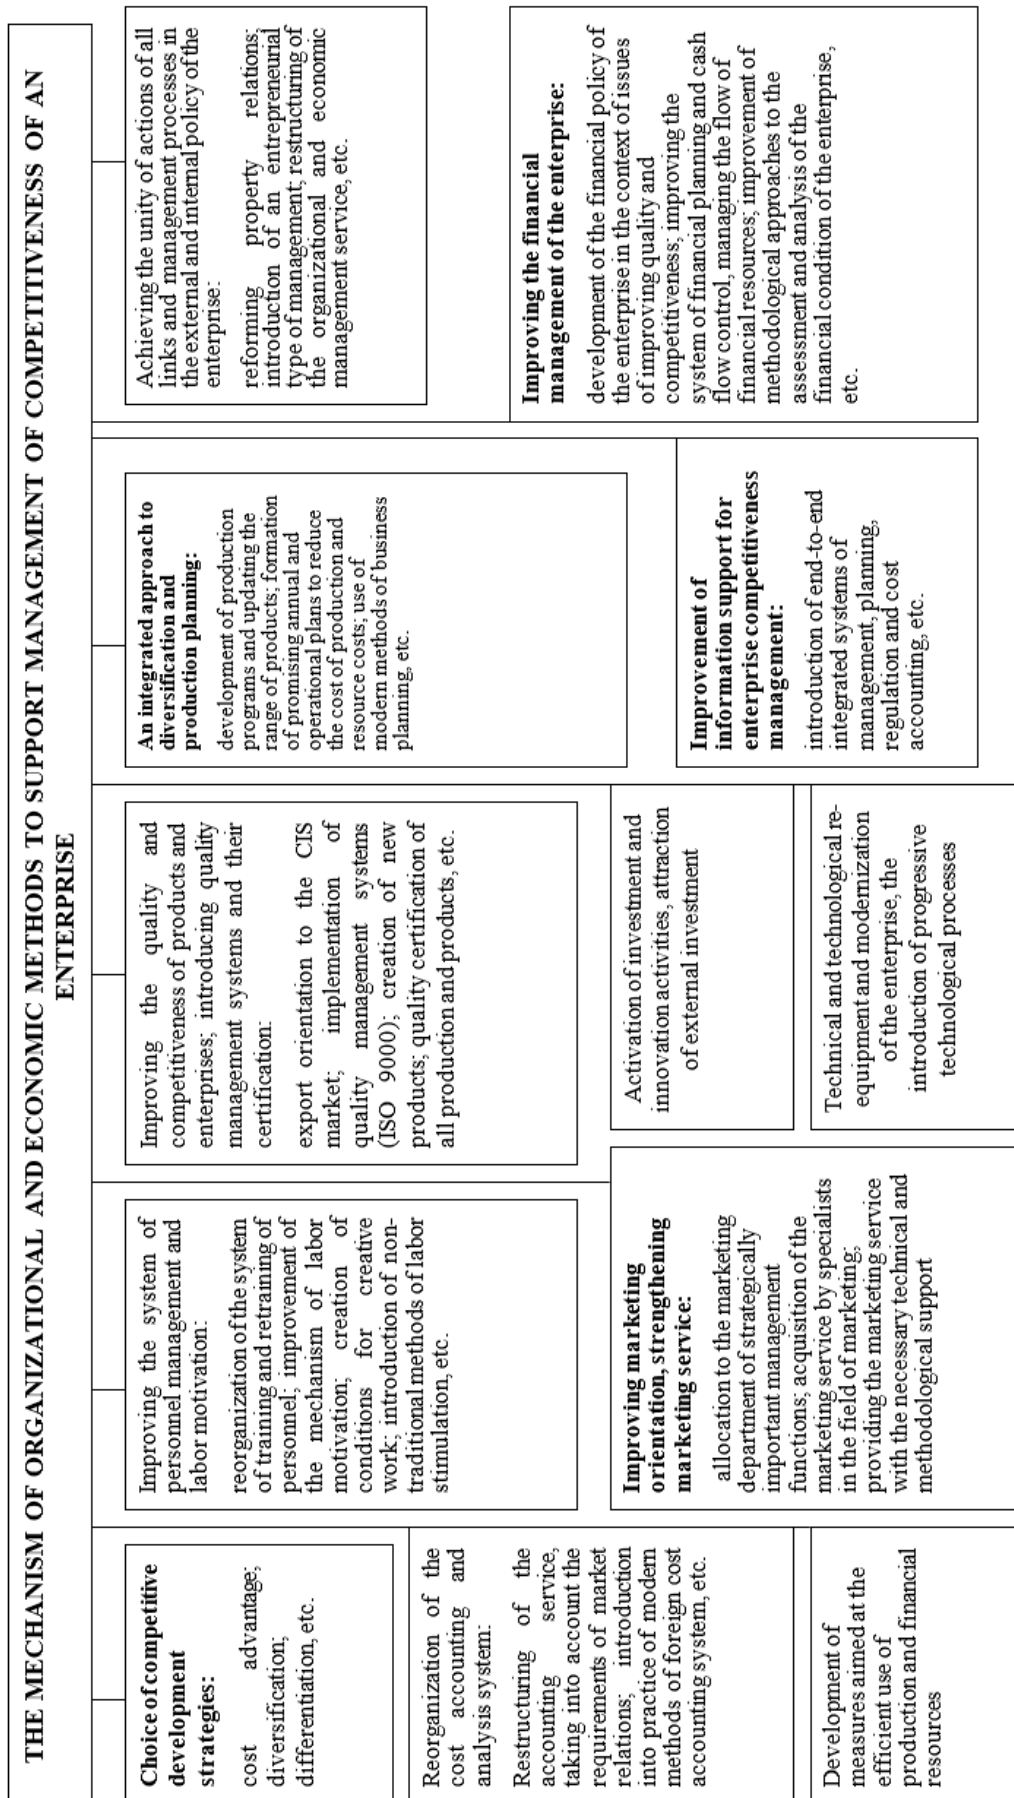 THE MECHANISM OF ORGANIZATIONAL AND ECONOMIC METHODS TO SUPPORT MANAGEMENT OF COMPETITIVENESS OF AN
ENTERPRISE
Choice of competitive
development
strategies:
cost advantage;
diversification;
differentiation, etc.
Improving the system of
personnel management and
labor motivation:
reorganization of the system
of training and retraining of
personnel; improvement of
the mechanism of labor
motivation; creation of
conditions for creative
work; introduction of non-
traditional methods of labor
stimulation, etc.
Improving the quality and
competitiveness of products and
enterprises; introducing quality
management systems and their
certification:
export orientation to the CIS
market; implementation of
quality management systems
(ISO 9000); creation of new
products; quality certification of
all production and products, etc.
An integrated approach to
diversification and
production planning:
development of production
programs and updating the
range of products; formation
of promising annual and
operational plans to reduce
the cost of production and
resource costs; use of
modern methods of business
planning, etc.
Achieving the unity of actions of all
links and management processes in
the external and internal policy of the
enterprise:
reforming property relations;
introduction of an entrepreneurial
type of management; restructuring of
the organizational and economic
management service, etc.
Reorganization of the
cost accounting and
analysis system:
Restructuring of the
accounting service,
taking into account the
requirements of market
relations; introduction
into practice of modern
methods of foreign cost
accounting system, etc.
Improving marketing
orientation, strengthening
marketing service:
allocation to the marketing
department of strategically
important management
functions; acquisition of the
marketing service by specialists
in the field of marketing;
providing the marketing service
with the necessary technical and
methodological support
Activation of investment and
innovation activities, attraction
of external investment
Improvement of
information support for
enterprise competitiveness
management:
introduction of end-to-end
integrated systems of
management, planning,
regulation and cost
accounting, etc.
Improving the financial
management of the enterprise:
development of the financial policy of
the enterprise in the context of issues
of improving quality and
competitiveness; improving the
system of financial planning and cash
flow control, managing the flow of
financial resources; improvement of
methodological approaches to the
assessment and analysis of the
financial condition of the enterprise,
etc.
Development of
measures aimed at the
efficient use of
production and financial
resources
Technical and technological re-
equipment and modernization
of the enterprise, the
introduction of progressive
technological processes